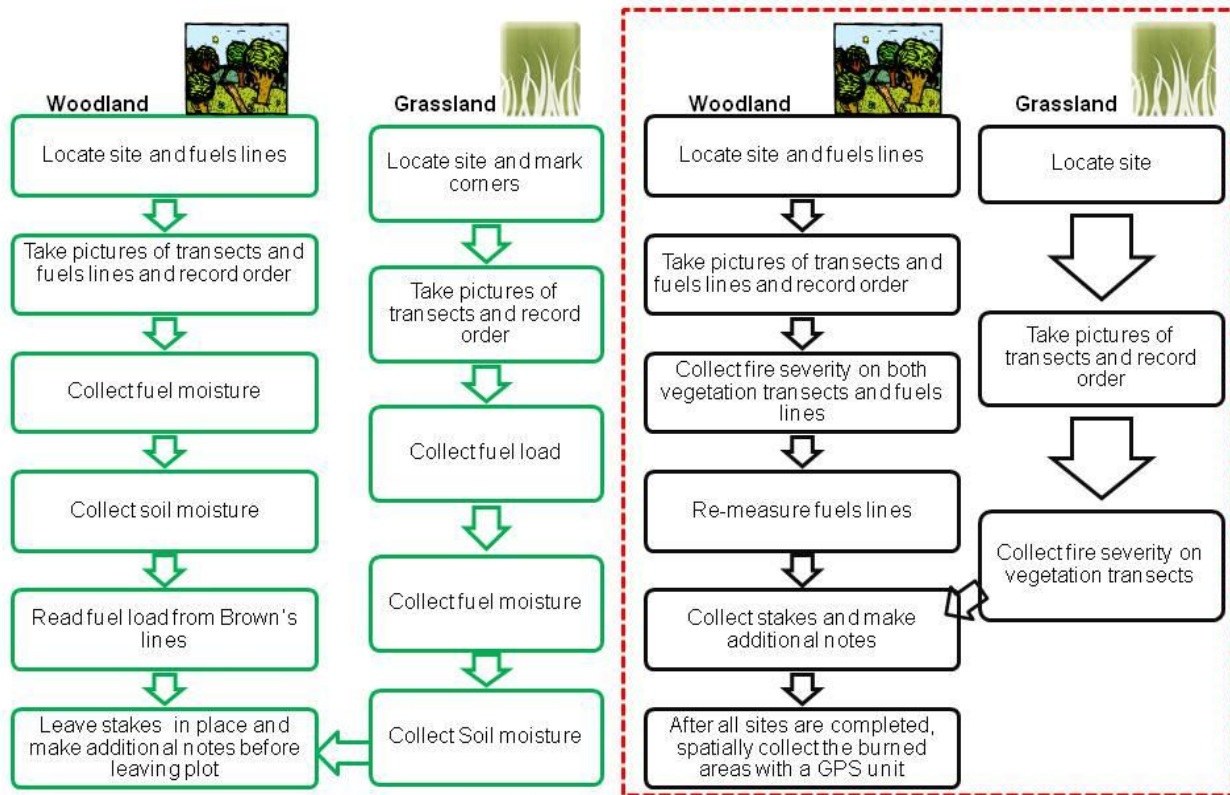 Woodland
Locate site and fuels lines
Take pictures of transects and
fuels lines and record order
Collect fuel moisture
Collect soil moisture
Read fuel load from Brown's
lines
Leave stakes in place and
make additional notes before
leaving plot
Grassland
Locate site and mark
corners
Take pictures of
transects and record
order
Collect fuel load
Collect fuel moisture
Collect Soil moisture
Woodland
Locate site and fuels lines
Take pictures of transects and
fuels lines and record order
Collect fire severity on both
vegetation transects and fuels
lines
Re-measure fuels lines
Collect stakes and make
additional notes
After all sites are completed,
spatially collect the burned
areas with a GPS unit
Grassland
Locate site
Take pictures of
transects and record
order
Collect fire severity on
vegetation transects